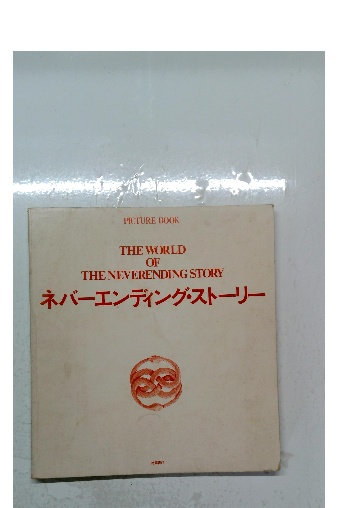 PICTURE BOOK
THE WORLD
OF
THE NEVERENDING STORY
ネバーエンディング・ストーリー